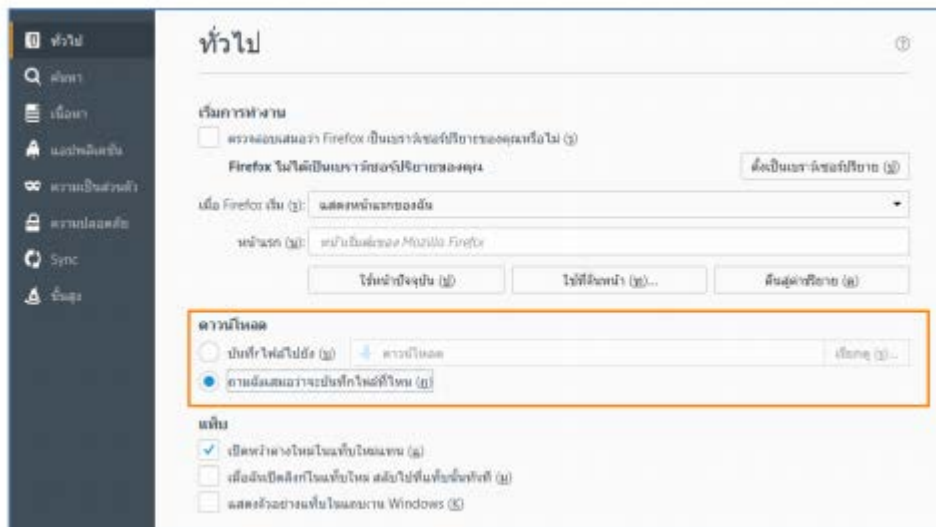 ทั่วไป
ค้นหา
เนื้อหา
แอปพลิเคชัน
ความเป็นส่วนตัว
ความปลอดภัย
Sync
ขั้นสูง
ทั่วไป
เริ่มการทำงาน
ตรวจสอบเสมอว่า Firefox เป็นเบราว์เซอร์ปริยายของคุณหรือไม่ (ร)
Firefox ไม่ได้เป็นเบราว์เซอร์ปริยายของคุณ ตั้งเป็นเบราว์เซอร์ปริยาย
เมื่อ Firefox เริ่ม (ร): แสดงหน้าแรกของฉัน
หน้าแรก (น): หน้าเริ่มต้นของ Mozilla Firefox
ใช้หน้าปัจจุบัน (ป) ใช้ที่คั่นหน้า (ท)... คืนสู่ค่าปริยาย (ค)
ดาวน์โหลด
บันทึกไฟล์ไปยัง (บ) ดาวน์โหลด เรียกดู (ร)...
ถามฉันเสมอว่าจะบันทึกไฟล์ที่ไหน (ถ)
แท็บ
เปิดหน้าต่างใหม่ในแท็บใหม่แทน
เมื่อฉันเปิดลิงก์ในแท็บใหม่ สลับไปที่แท็บนั้นทันที (ม)
แสดงตัวอย่างแท็บในแถบงาน Windows (K)